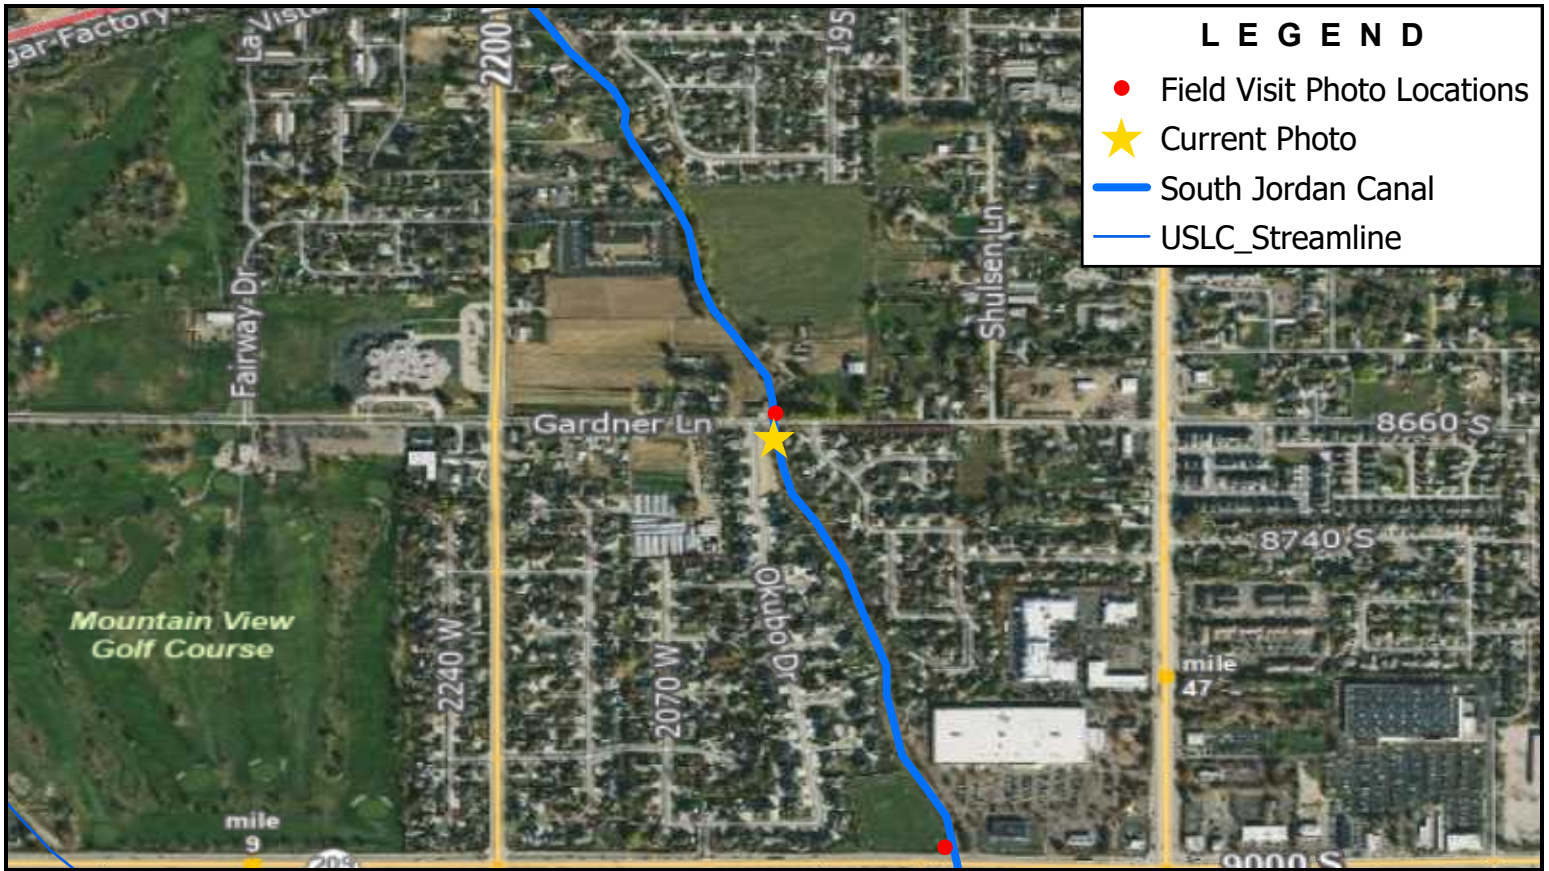 L E G E N D
Field Visit Photo Locations
Current Photo
South Jordan Canal
USLC_Streamline
gar Factory
La Vista
2200
195
Fairway Dr
Shulsen Ln
Gardner Ln
8660 S
8740 S
Okubo Dr
Mountain View
Golf Course
2240 W
2070 W
mile
47
mile
9
209
9000 S